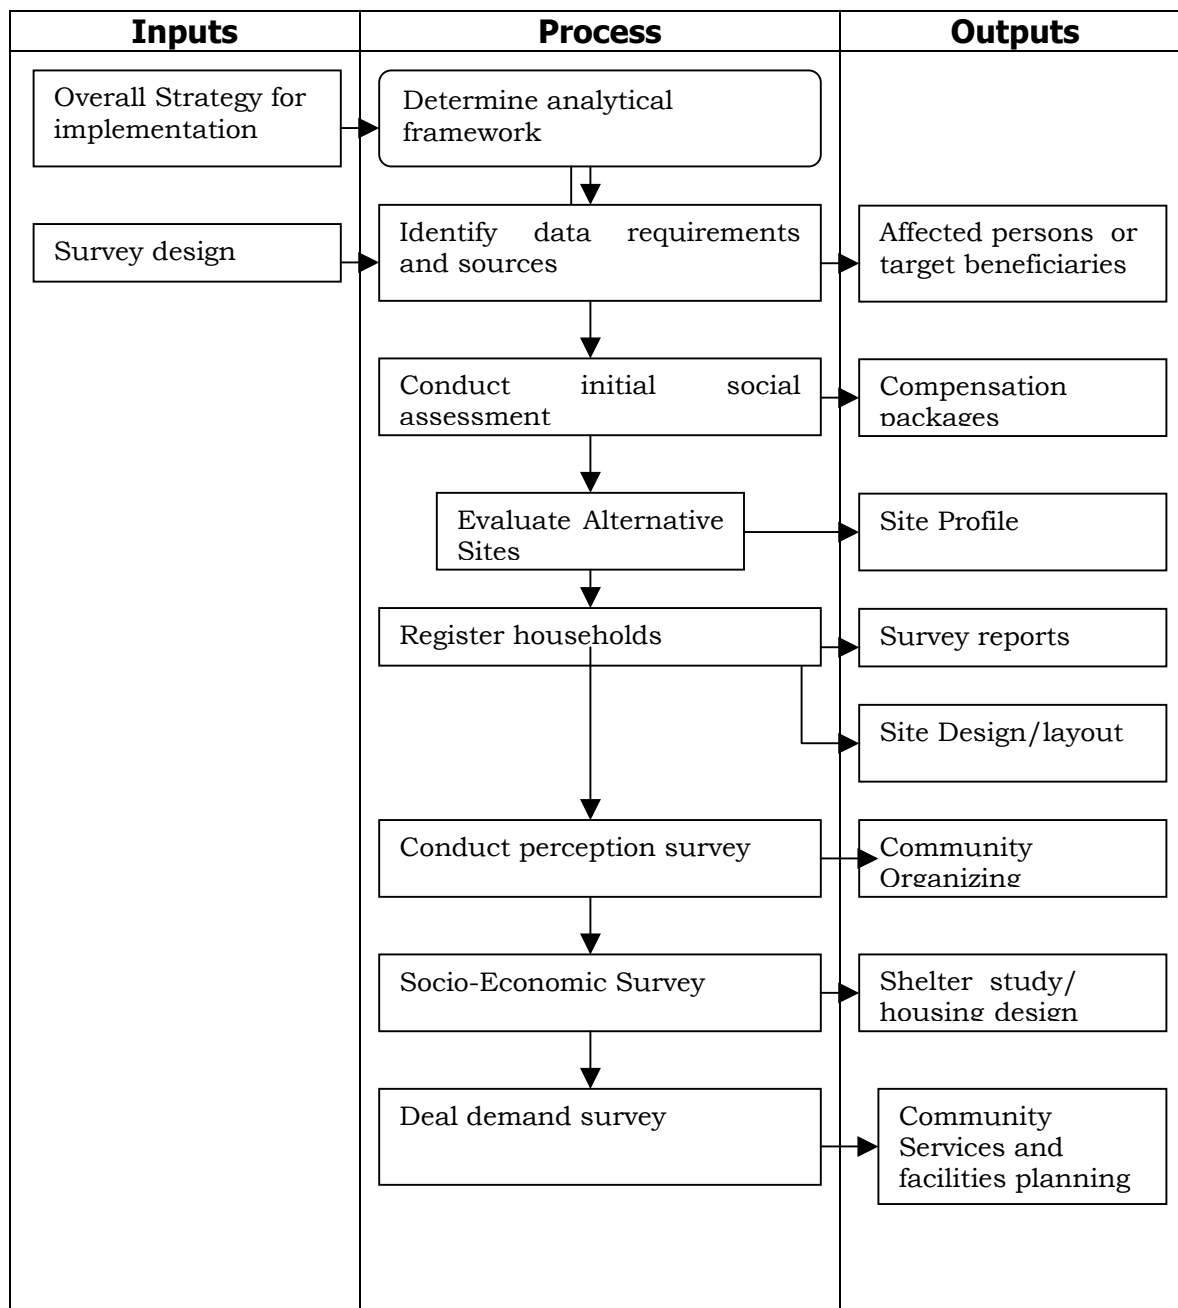 Inputs
Process
Outputs
Overall Strategy for
implementation
Determine analytical
framework
Survey design
Identify data requirements
and sources
Affected persons or
target beneficiaries
Conduct initial social
assessment
Compensation
packages
Evaluate Alternative
Sites
Site Profile
Register households
Survey reports
Site Design/layout
Conduct perception survey
Community
Organizing
Socio-Economic Survey
Shelter study/
housing design
Deal demand survey
Community
Services and
facilities planning